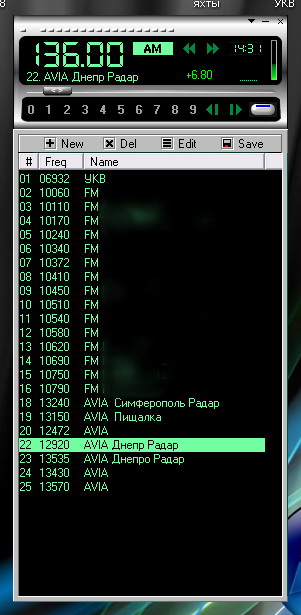 8 яхты УКВ
136.00 AM 14:31
22. AVIA Днепр Радар +6.80
0 1 2 3 4 5 6 7 8 9
New Del Edit Save
# Freq Name
01 06932 УКВ
02 10060 FM
03 10110 FM
04 10170 FM
05 10240 FM
06 10340 FM
07 10372 FM
08 10410 FM
09 10450 FM
10 10510 FM
11 10540 FM
12 10580 FM
13 10620 FM
14 10690 FM
15 10750 FM
16 10790 FM
18 13240 AVIA Симферополь Радар
19 13150 AVIA Пищалка
20 12472 AVIA
22 12920 AVIA Днепр Радар
23 13535 AVIA Днепро Радар
24 13430 AVIA
25 13570 AVIA